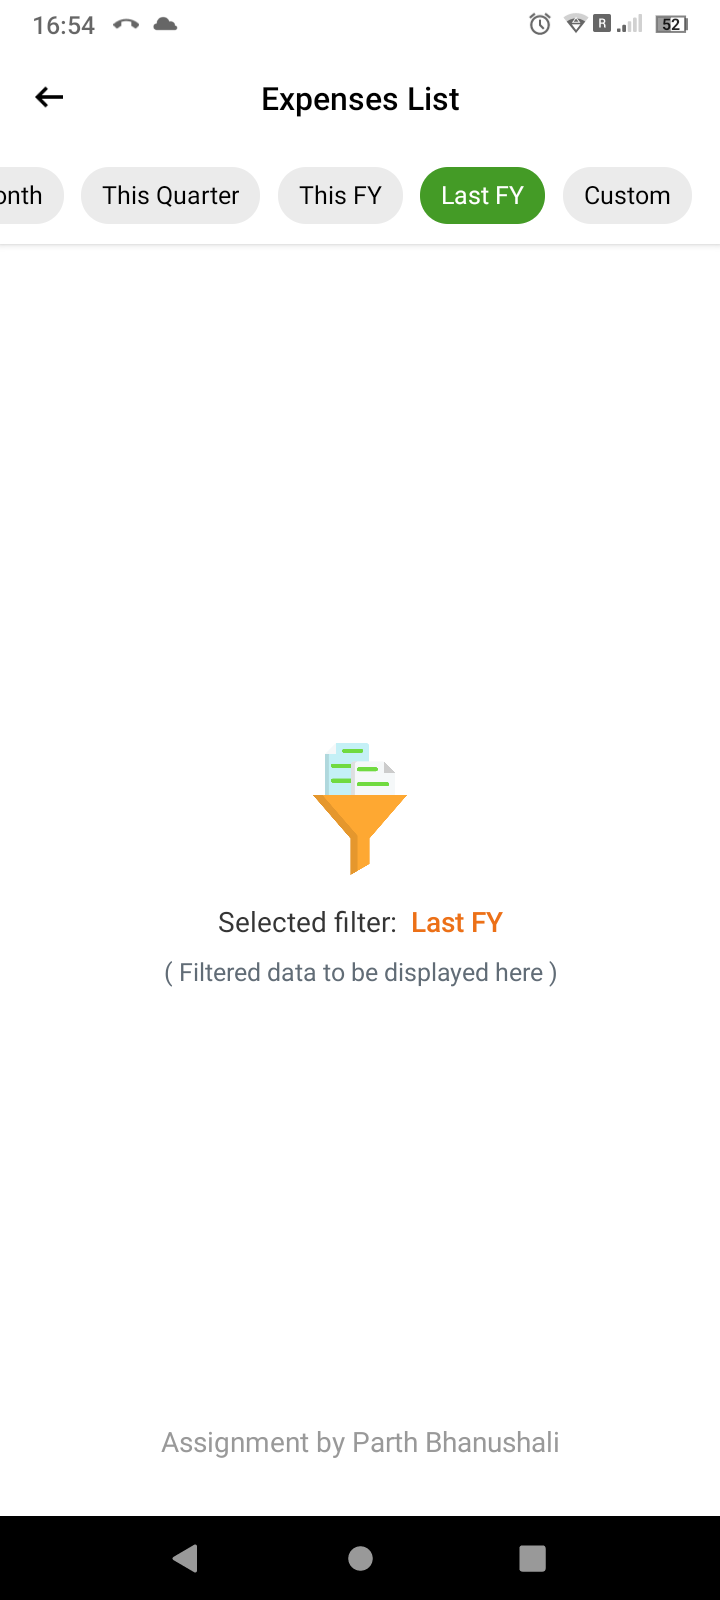 16:54 R 52
Expenses List
onth This Quarter This FY Last FY Custom
Selected filter: Last FY
( Filtered data to be displayed here )
Assignment by Parth Bhanushali